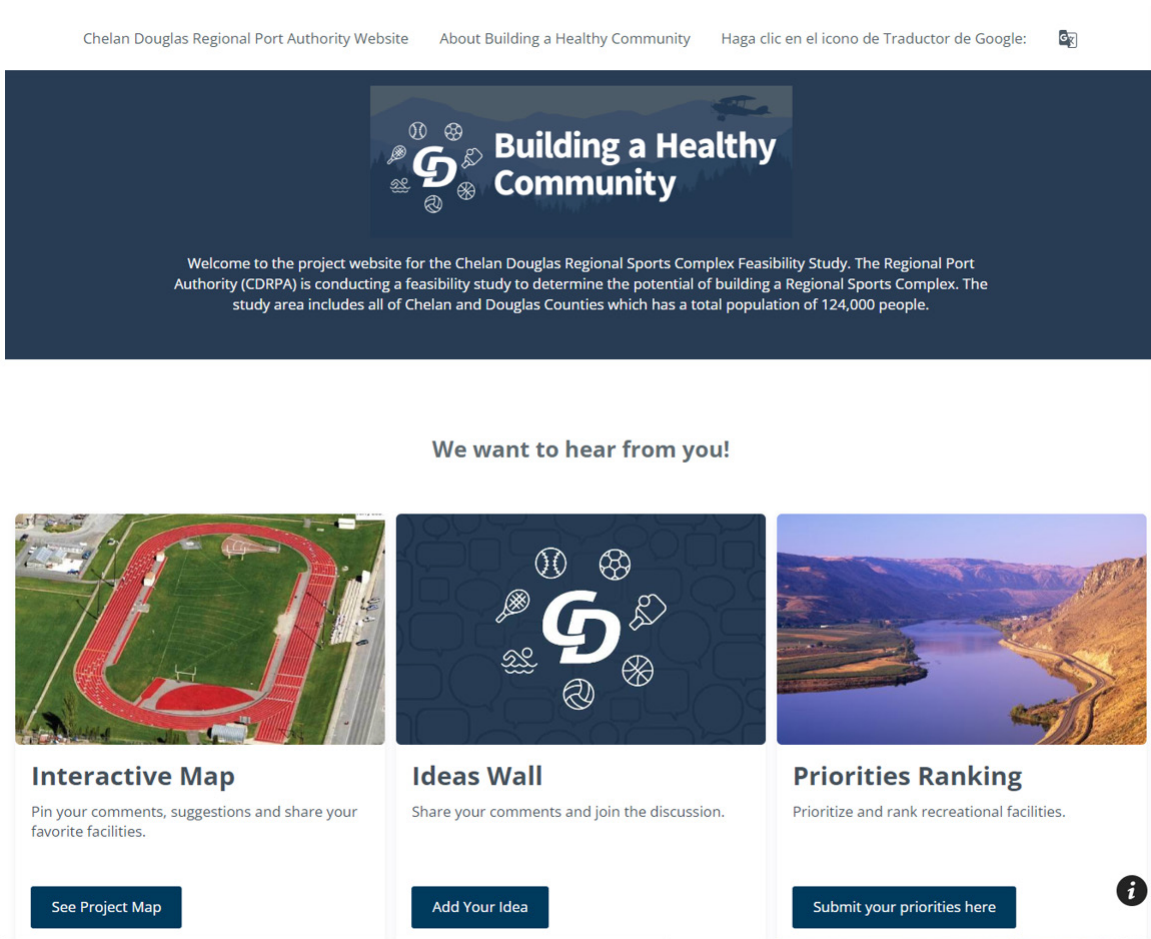 Chelan Douglas Regional Port Authority Website About Building a Healthy Community Haga clic en el icono de Traductor de Google:
CD
Building a Healthy
Community
Welcome to the project website for the Chelan Douglas Regional Sports Complex Feasibility Study. The Regional Port
Authority (CDRPA) is conducting a feasibility study to determine the potential of building a Regional Sports Complex. The
study area includes all of Chelan and Douglas Counties which has a total population of 124,000 people.
We want to hear from you!
CD
Interactive Map
Pin your comments, suggestions and share your
favorite facilities.
See Project Map
Ideas Wall
Share your comments and join the discussion.
Add Your Idea
Priorities Ranking
Prioritize and rank recreational facilities.
Submit your priorities here
i